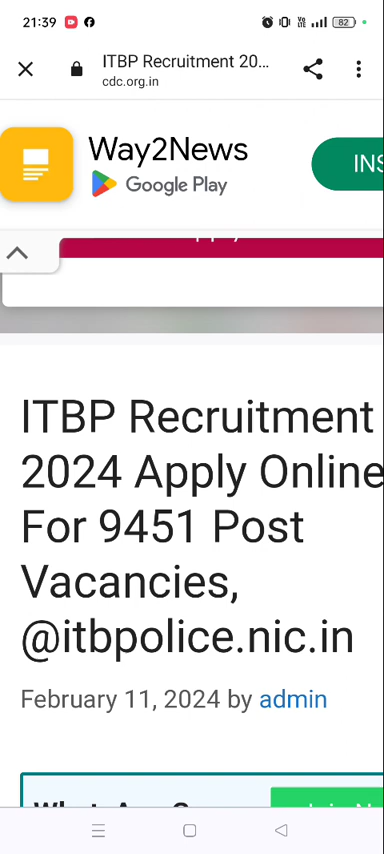 21:39
82
ITBP Recruitment 20...
cdc.org.in
Way2News
Google Play
INS
ITBP Recruitment
2024 Apply Online
For 9451 Post
Vacancies,
@itbpolice.nic.in
February 11, 2024 by admin